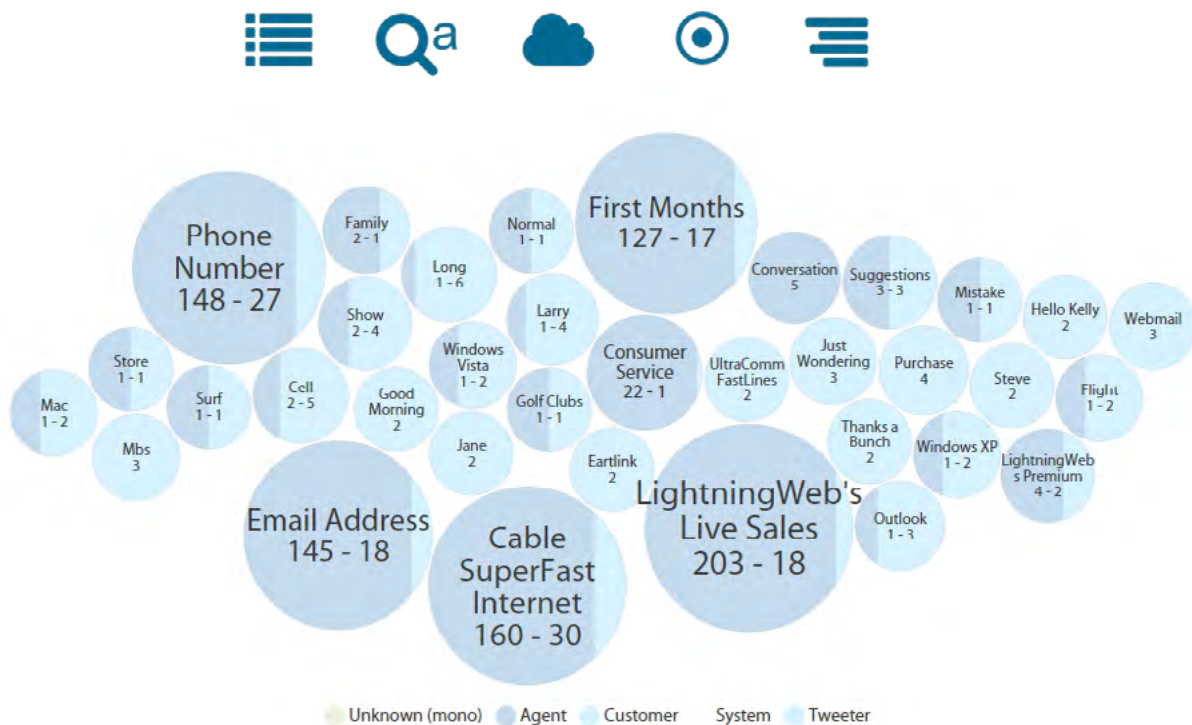 a
Phone
Number
148 - 27
Family
2 - 1
Long
1 - 6
Normal
1 - 1
First Months
127 - 17
Conversation
5
Suggestions
3 - 3
Mistake
1 - 1
Hello Kelly
2
Webmail
3
Store
1 - 1
Show
2 - 4
Larry
1 - 4
Windows
Vista
1 - 2
Consumer
Service
22 - 1
UltraComm
FastLines
2
Just
Wondering
3
Purchase
4
Steve
2
Flight
1 - 2
Mac
1 - 2
Surf
1 - 1
Cell
2 - 5
Good
Morning
2
Golf Clubs
1 - 1
Mbs
3
Jane
2
Eartlink
2
Thanks a
Bunch
2
Windows XP
1 - 2
LightningWeb
s Premium
4 - 2
Email Address
145 - 18
Cable
SuperFast
Internet
160 - 30
LightningWeb's
Live Sales
203 - 18
Outlook
1 - 3
Unknown (mono) Agent Customer System Tweeter